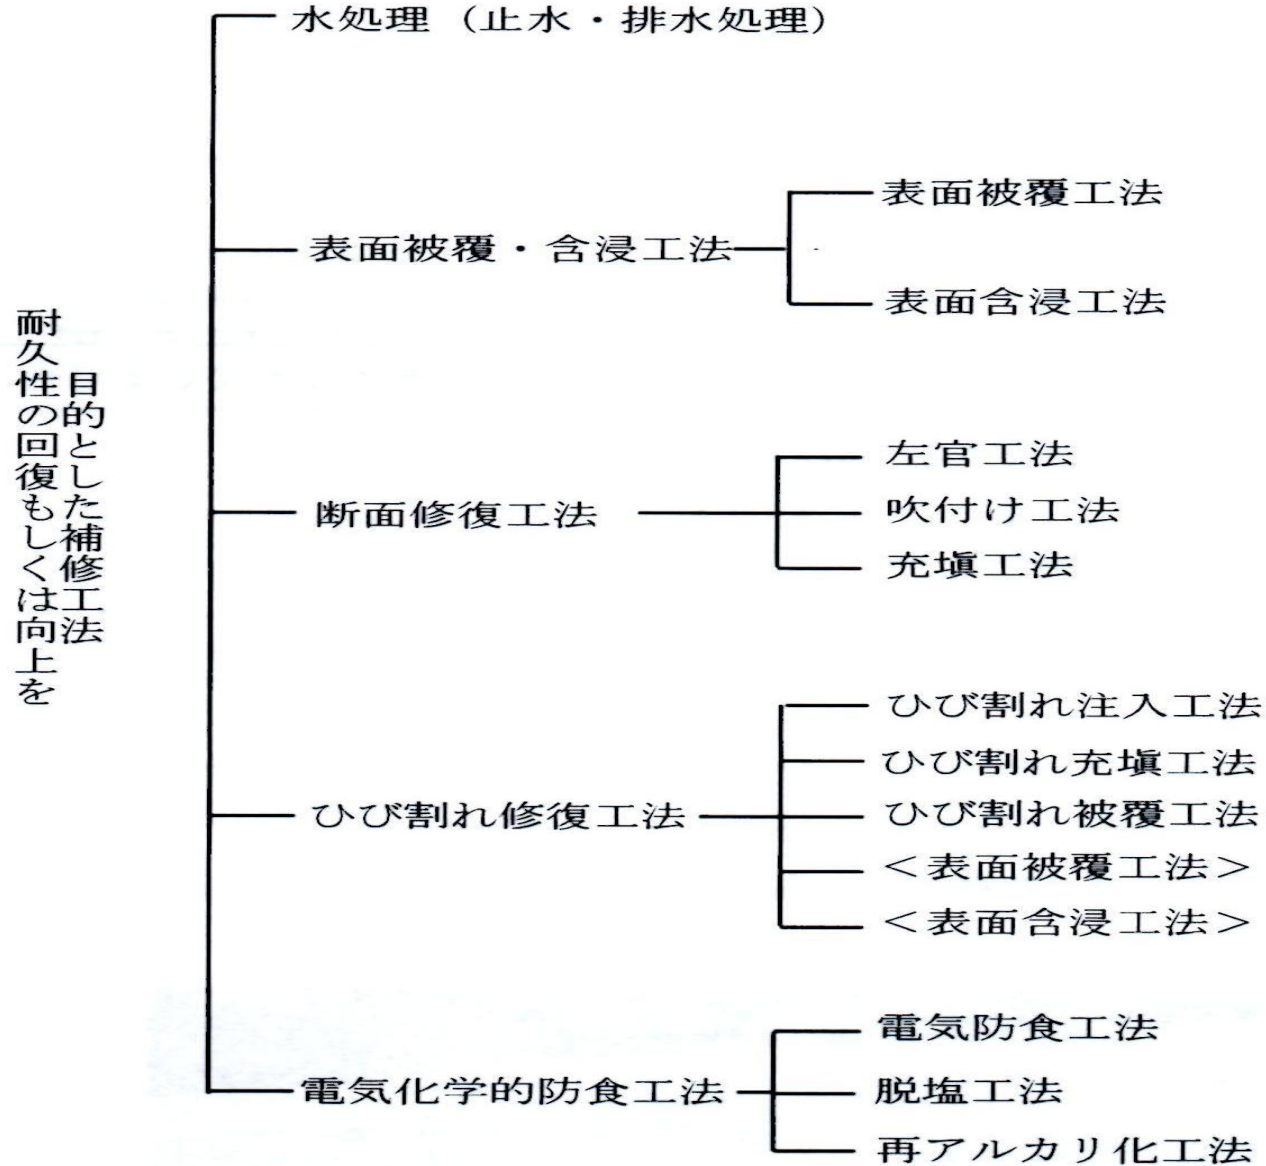 耐久性の回復もしくは向上を
目的とした補修工法
水処理（止水・排水処理）
表面被覆・含浸工法
表面被覆工法
表面含浸工法
断面修復工法
左官工法
吹付け工法
充塡工法
ひび割れ修復工法
ひび割れ注入工法
ひび割れ充塡工法
ひび割れ被覆工法
＜表面被覆工法＞
＜表面含浸工法＞
電気化学的防食工法
電気防食工法
脱塩工法
再アルカリ化工法